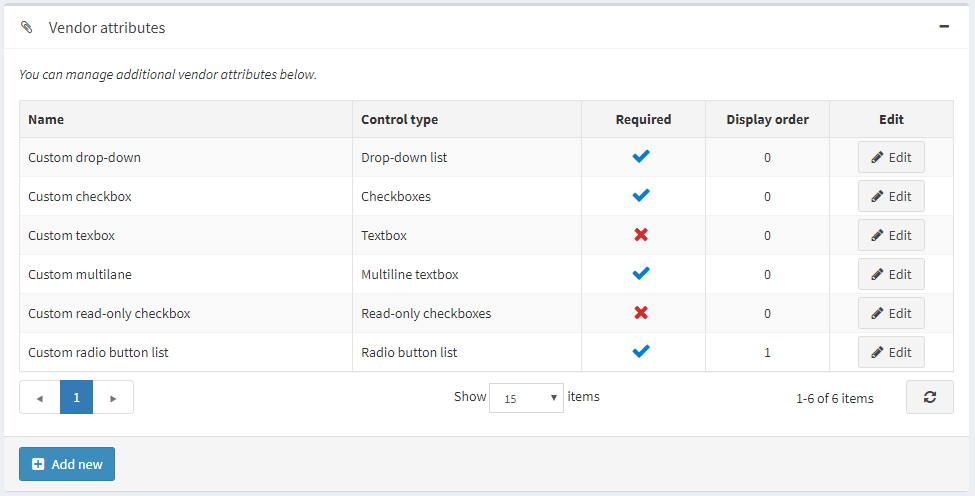 Vendor attributes
You can manage additional vendor attributes below.
Name Control type Required Display order Edit
Custom drop-down Drop-down list 0 Edit
Custom checkbox Checkboxes 0 Edit
Custom texbox Textbox 0 Edit
Custom multilane Multiline textbox 0 Edit
Custom read-only checkbox Read-only checkboxes 0 Edit
Custom radio button list Radio button list 1 Edit
1 Show 15 items 1-6 of 6 items
Add new